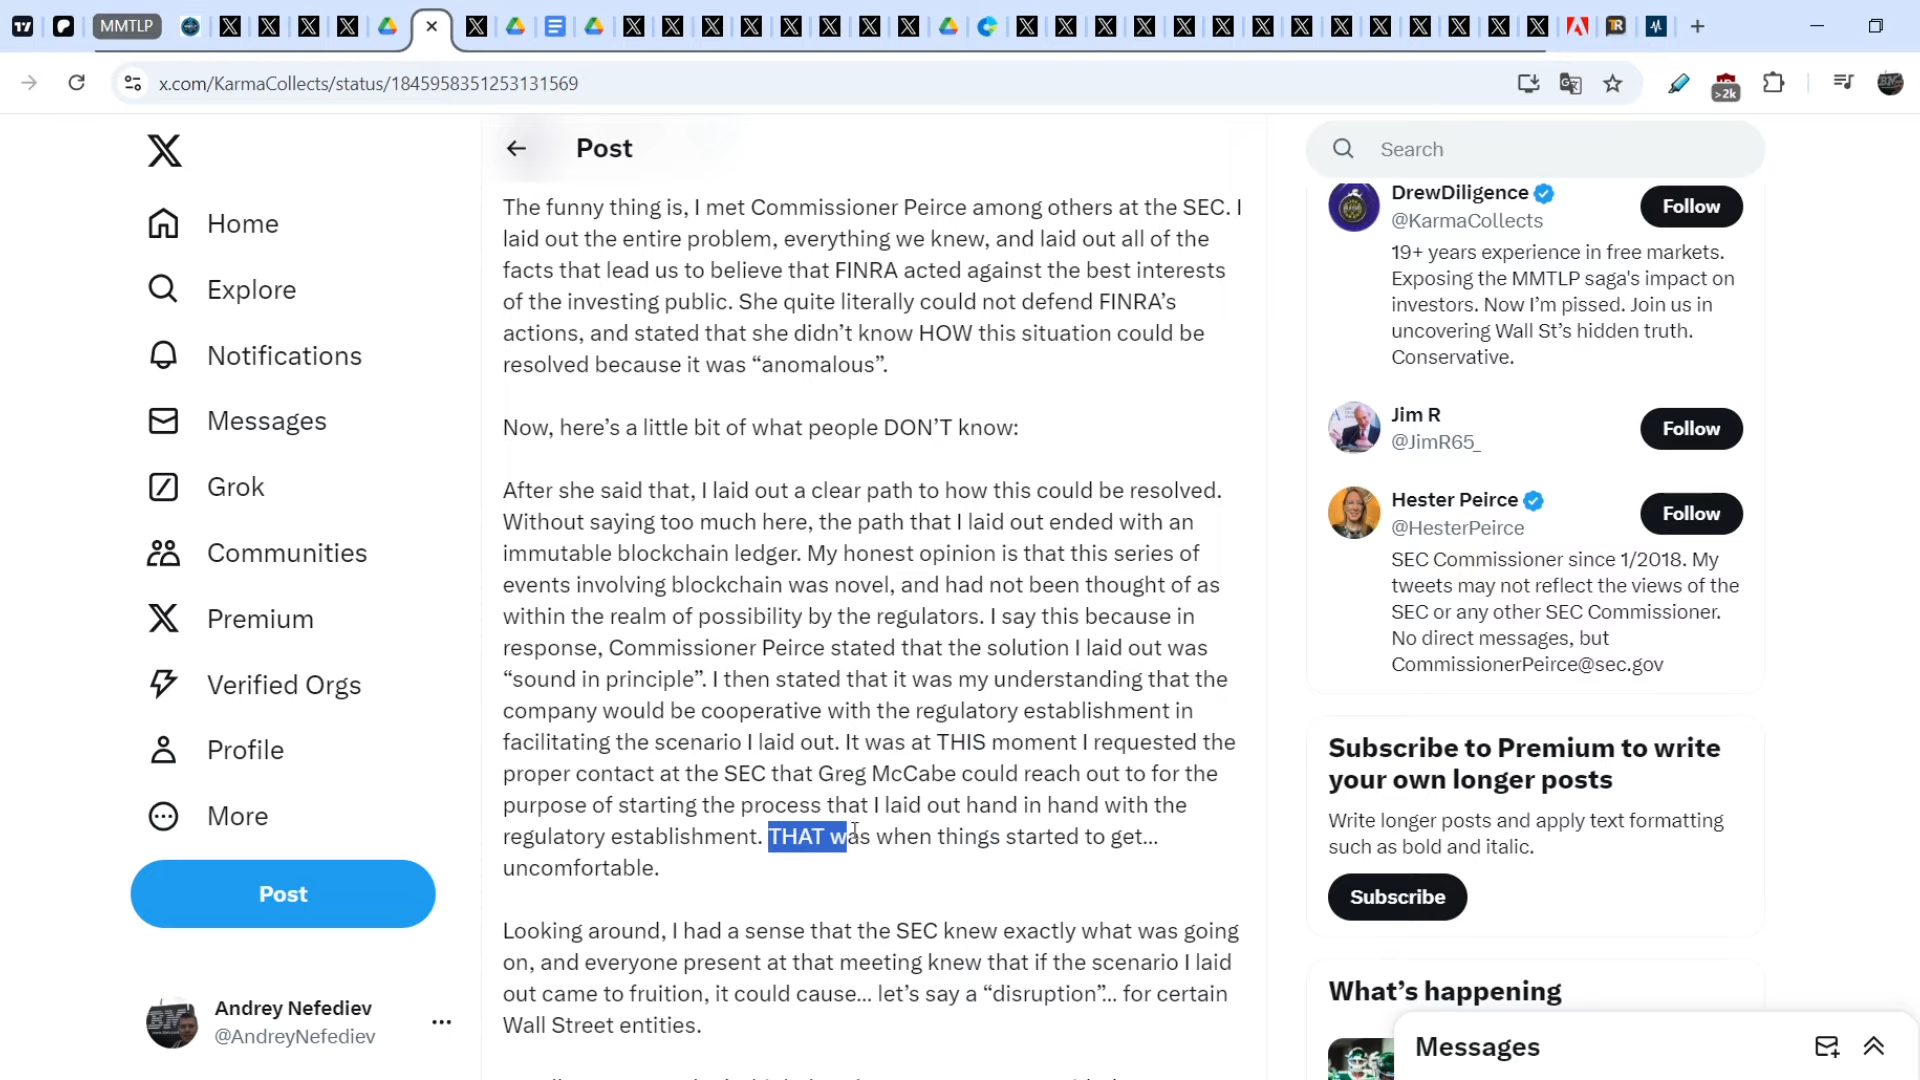 MMTLP
x.com/KarmaCollects/status/1845958351253131569
>2k
Post
Search
Home
Explore
Notifications
Messages
Grok
Communities
Premium
Verified Orgs
Profile
More
Post
Andrey Nefediev
@AndreyNefediev
The funny thing is, I met Commissioner Peirce among others at the SEC. I
laid out the entire problem, everything we knew, and laid out all of the
facts that lead us to believe that FINRA acted against the best interests
of the investing public. She quite literally could not defend FINRA’s
actions, and stated that she didn’t know HOW this situation could be
resolved because it was “anomalous”.
Now, here’s a little bit of what people DON’T know:
After she said that, I laid out a clear path to how this could be resolved.
Without saying too much here, the path that I laid out ended with an
immutable blockchain ledger. My honest opinion is that this series of
events involving blockchain was novel, and had not been thought of as
within the realm of possibility by the regulators. I say this because in
response, Commissioner Peirce stated that the solution I laid out was
“sound in principle”. I then stated that it was my understanding that the
company would be cooperative with the regulatory establishment in
facilitating the scenario I laid out. It was at THIS moment I requested the
proper contact at the SEC that Greg McCabe could reach out to for the
purpose of starting the process that I laid out hand in hand with the
regulatory establishment. THAT was when things started to get…
uncomfortable.
Looking around, I had a sense that the SEC knew exactly what was going
on, and everyone present at that meeting knew that if the scenario I laid
out came to fruition, it could cause… let’s say a “disruption”… for certain
Wall Street entities.
DrewDiligence
@KarmaCollects
Follow
19+ years experience in free markets.
Exposing the MMTLP saga's impact on
investors. Now I’m pissed. Join us in
uncovering Wall St’s hidden truth.
Conservative.
Jim R
@JimR65_
Follow
Hester Peirce
@HesterPeirce
Follow
SEC Commissioner since 1/2018. My
tweets may not reflect the views of the
SEC or any other SEC Commissioner.
No direct messages, but
CommissionerPeirce@sec.gov
Subscribe to Premium to write
your own longer posts
Write longer posts and apply text formatting
such as bold and italic.
Subscribe
What’s happening
Messages